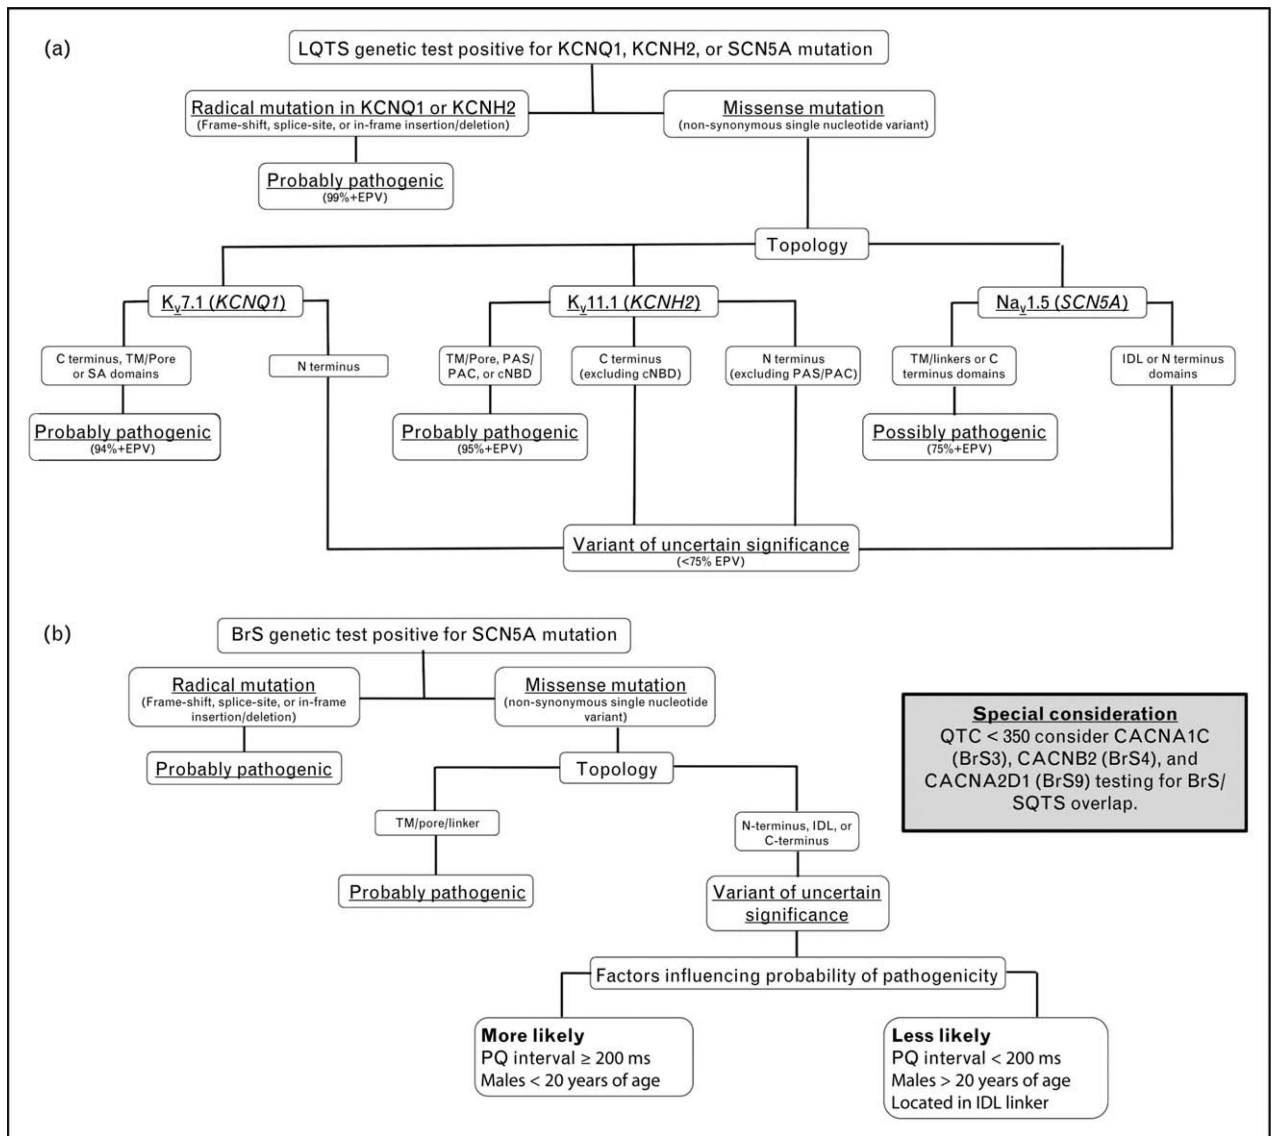 (a)
LQTS genetic test positive for KCNQ1, KCNH2, or SCN5A mutation
Radical mutation in KCNQ1 or KCNH2
(Frame-shift, splice-site, or in-frame insertion/deletion)
Missense mutation
(non-synonymous single nucleotide variant)
Probably pathogenic
(99%+EPV)
Topology
Kv7.1 (KCNQ1)
Kv11.1 (KCNH2)
Nav1.5 (SCN5A)
C terminus, TM/Pore
or SA domains
N terminus
TM/Pore, PAS/
PAC, or cNBD
C terminus
(excluding cNBD)
N terminus
(excluding PAS/PAC)
TM/linkers or C
terminus domains
IDL or N terminus
domains
Probably pathogenic
(94%+EPV)
Probably pathogenic
(95%+EPV)
Possibly pathogenic
(75%+EPV)
Variant of uncertain significance
(<75% EPV)
(b)
BrS genetic test positive for SCN5A mutation
Radical mutation
(Frame-shift, splice-site, or in-frame
insertion/deletion)
Missense mutation
(non-synonymous single nucleotide
variant)
Probably pathogenic
Topology
TM/pore/linker
N-terminus, IDL, or
C-terminus
Probably pathogenic
Variant of uncertain
significance
Special consideration
QTC < 350 consider CACNA1C
(BrS3), CACNB2 (BrS4), and
CACNA2D1 (BrS9) testing for BrS/
SQTS overlap.
Factors influencing probability of pathogenicity
More likely
PQ interval ≥ 200 ms
Males < 20 years of age
Less likely
PQ interval < 200 ms
Males > 20 years of age
Located in IDL linker